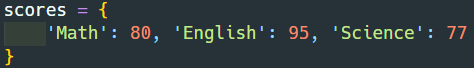 scores = {
    'Math': 80, 'English': 95, 'Science': 77
}